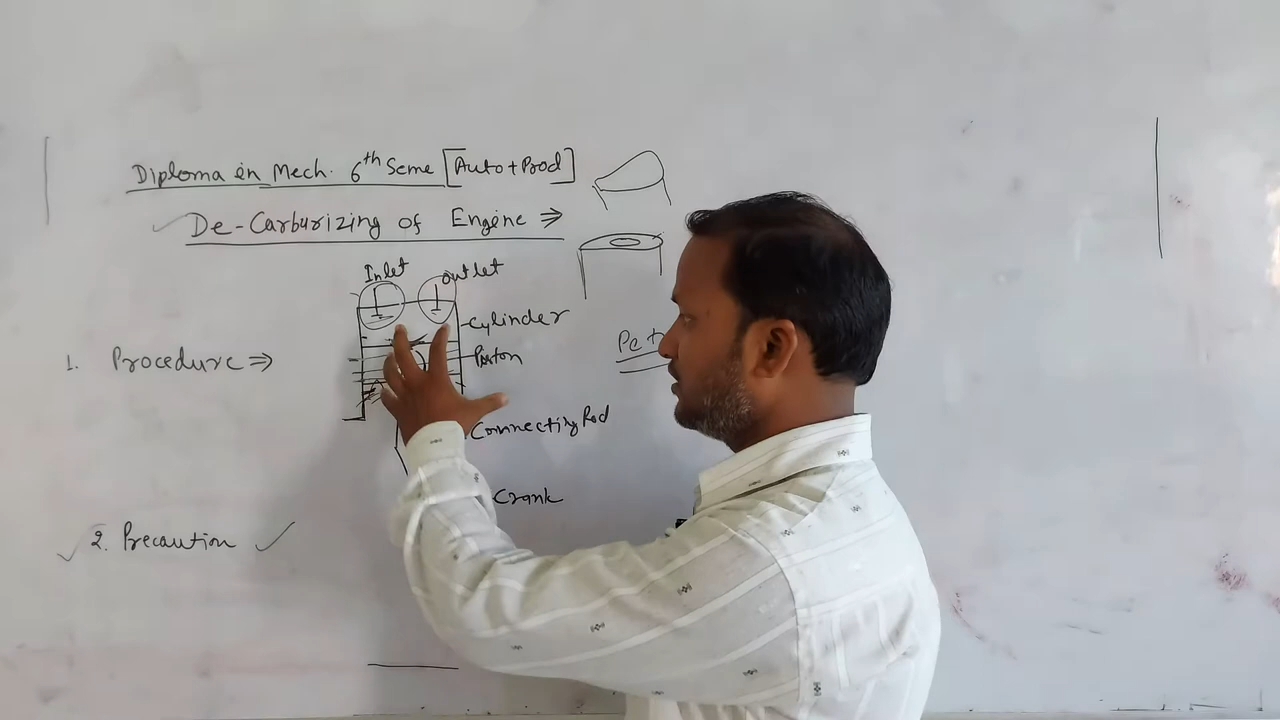 Diploma in Mech. 6th Seme [Auto+Prod]
De-Carburizing of Engine ⇒
Inlet
outlet
Cylinder
1. Procedure ⇒
Piston
Connecting Rod
Crank
2. Precaution